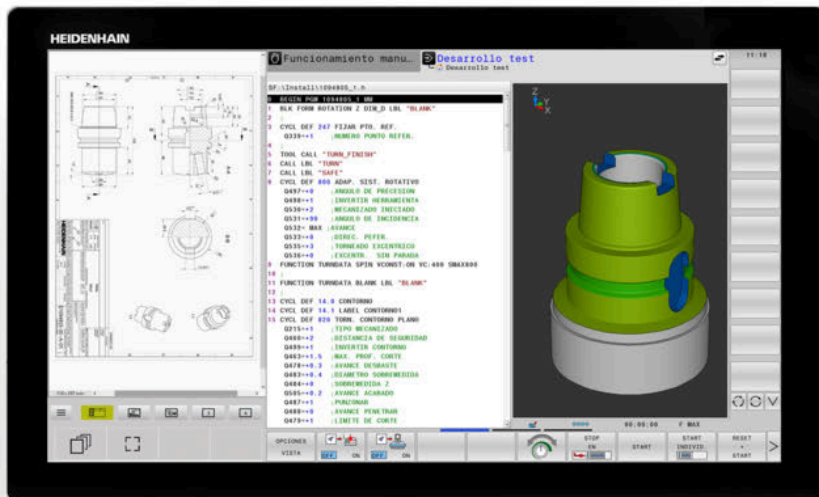 HEIDENHAIN
Funcionamiento manu…
Desarrollo test
Desarrollo test
11:18
SF:\Install\1094805_1.h
0 BEGIN PGM 1094805_1 MM
1 BLK FORM ROTATION Z DIM_D LBL "BLANK"
2 ;
3 CYCL DEF 247 FIJAR PTO. REF.
Q339=+1 ;NUMERO PUNTO REFER.
4 ;
5 TOOL CALL "TURN_FINISH"
6 CALL LBL "TURN"
7 CALL LBL "SAFE"
8 CYCL DEF 800 ADAP. SIST. ROTATIVO
Q497=+0 ;ANGULO DE PRECESION
Q498=+1 ;INVERTIR HERRAMIENTA
Q530=+2 ;MECANIZADO INICIADO
Q531=+90 ;ANGULO DE INCIDENCIA
Q532= MAX ;AVANCE
Q533=+0 ;DIREC. PEFER.
Q535=+3 ;TORNEADO EXCENTRICO
Q536=+0 ;EXCENTR. SIN PARADA
9 FUNCTION TURNDATA SPIN VCONST:ON VC:400 SMAX800
10 ;
11 FUNCTION TURNDATA BLANK LBL "BLANK"
12 ;
13 CYCL DEF 14.0 CONTORNO
14 CYCL DEF 14.1 LABEL CONTORNO1
15 CYCL DEF 820 TORN. CONTORNO PLANO
Q215=+1 ;TIPO MECANIZADO
Q460=+2 ;DISTANCIA DE SEGURIDAD
Q499=+1 ;INVERTIR CONTORNO
Q463=+1.5 ;MAX. PROF. CORTE
Q478=+0.3 ;AVANCE DESBASTE
Q483=+0.4 ;DIAMETRO SOBREMEDIDA
Q484=+0 ;SOBREMEDIDA Z
Q505=+0.2 ;AVANCE ACABADO
Q487=+1 ;PUNZONAR
Q488=+0 ;AVANCE PENETRAR
Q479=+1 ;LIMITE DE CORTE
Z
Y
X
00:00:00 F MAX
OPCIONES
VISTA
OFF ON
OFF ON
STOP
EN
START
START
INDIVID.
RESET
+
START